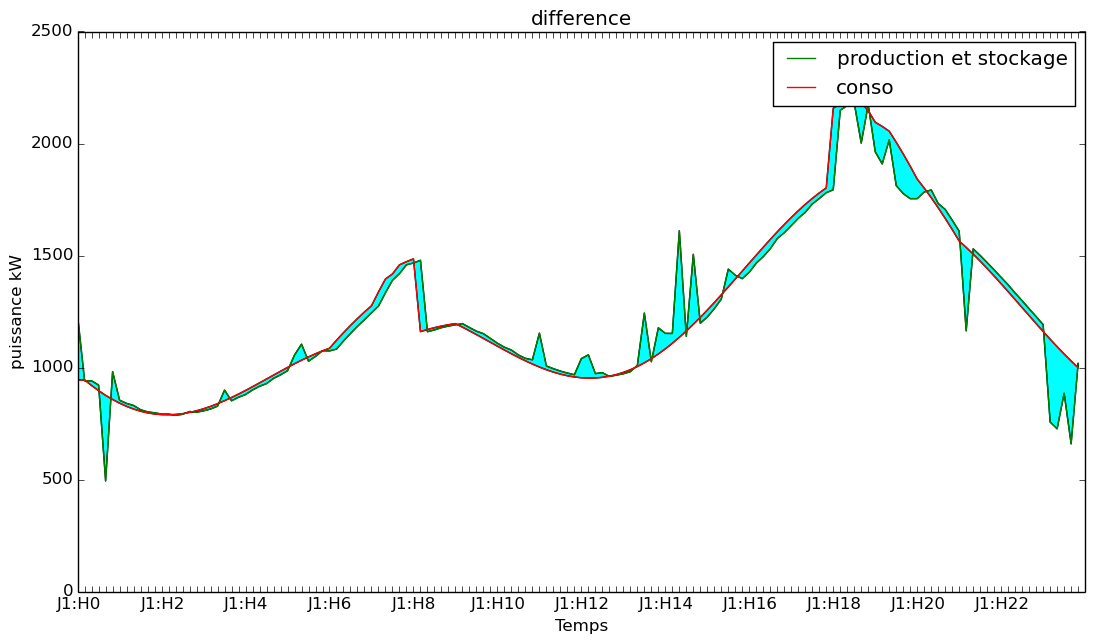 difference
2500
2000
1500
1000
500
0
puissance kW
production et stockage
conso
J1:H0 J1:H2 J1:H4 J1:H6 J1:H8 J1:H10 J1:H12 J1:H14 J1:H16 J1:H18 J1:H20 J1:H22
Temps